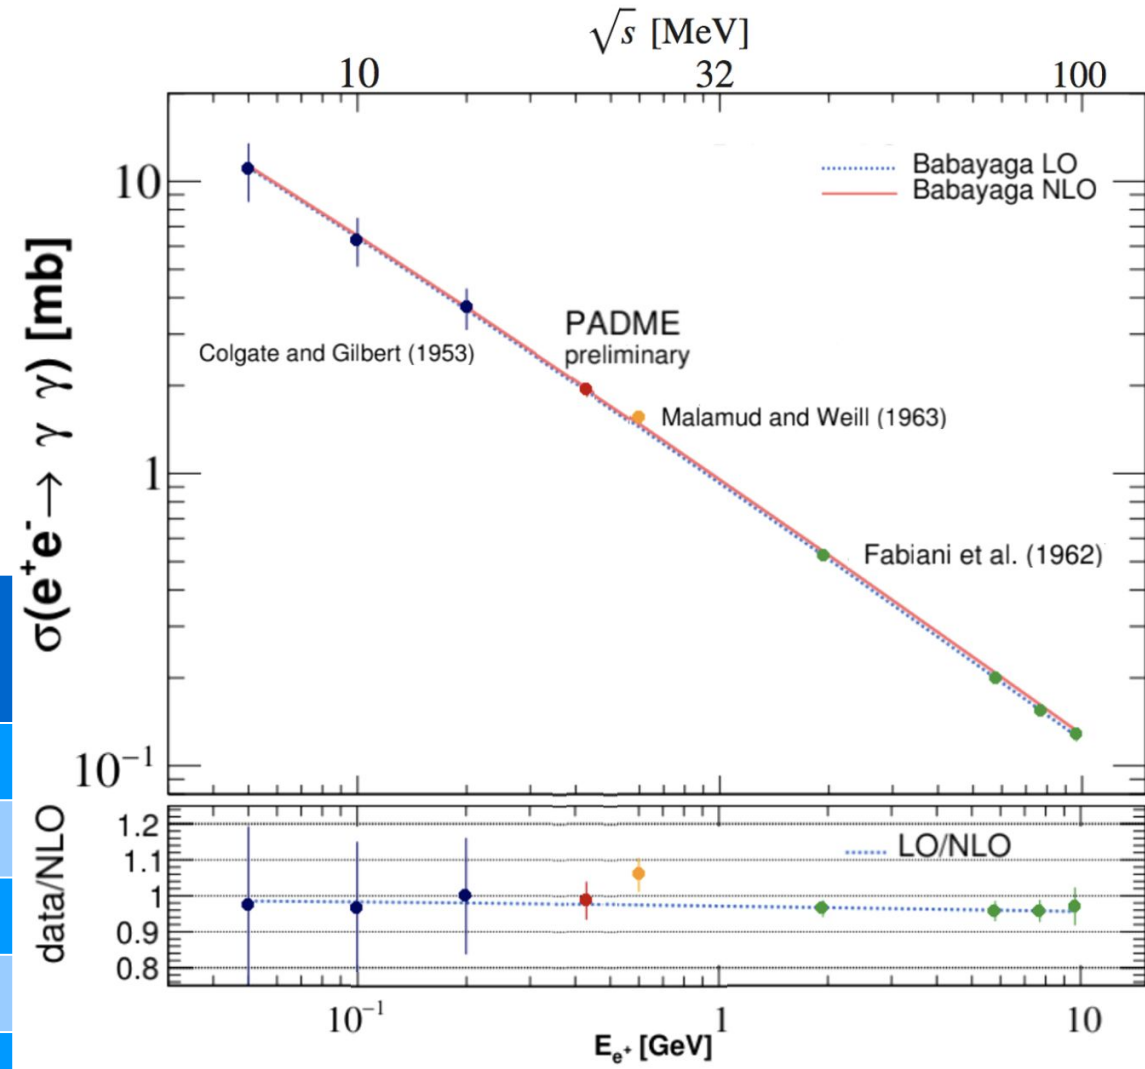 √s [MeV]
10 32 100
10
Babayaga LO
Babayaga NLO
σ(e⁺e⁻→ γ γ) [mb]
PADME
preliminary
Colgate and Gilbert (1953)
Malamud and Weill (1963)
1
Fabiani et al. (1962)
10⁻¹
data/NLO
1.2
LO/NLO
1.1
1
0.9
0.8
10⁻¹ 1 10
Eₑ⁺ [GeV]